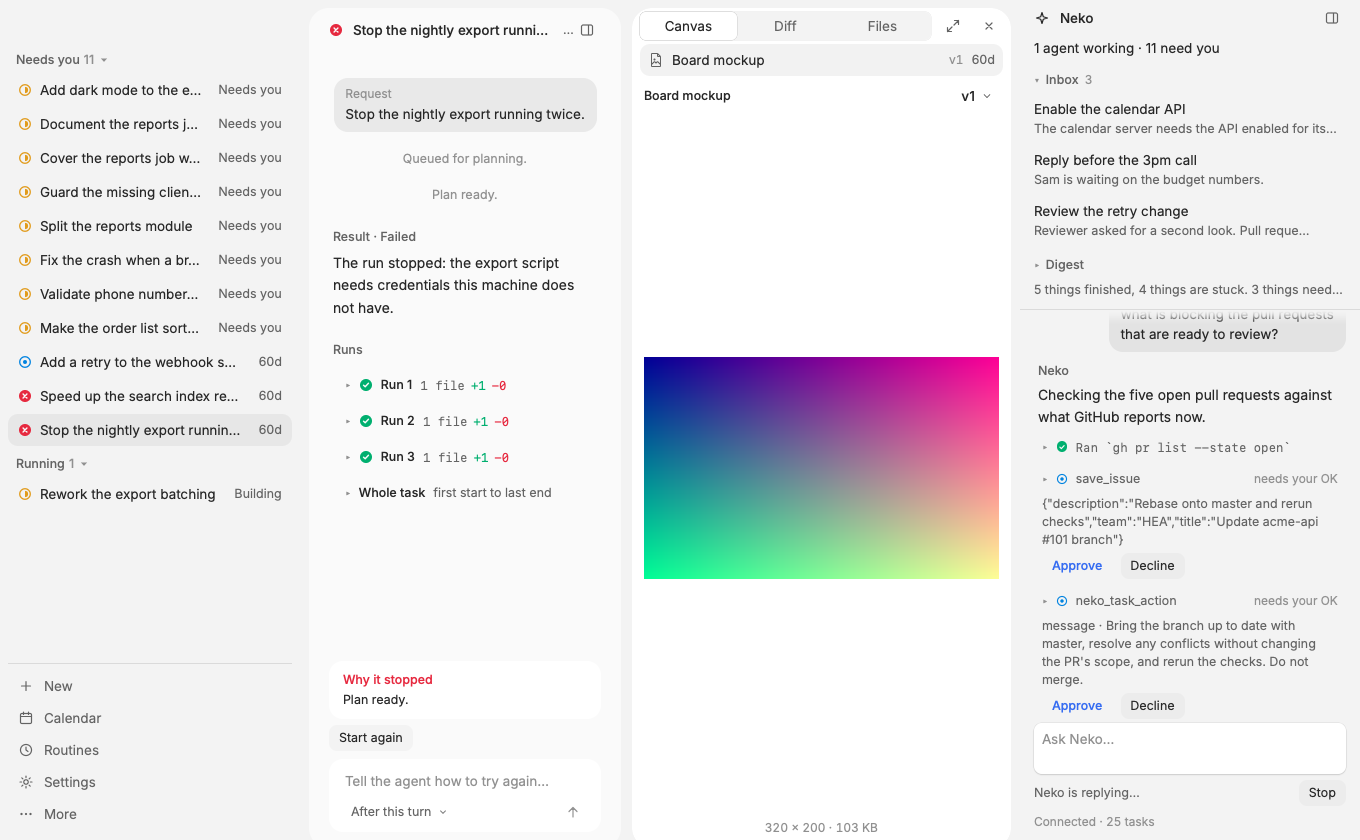 Needs you 11
Add dark mode to the e... Needs you
Document the reports j... Needs you
Cover the reports job w... Needs you
Guard the missing clien... Needs you
Split the reports module Needs you
Fix the crash when a br... Needs you
Validate phone number... Needs you
Make the order list sort... Needs you
Add a retry to the webhook s... 60d
Speed up the search index re... 60d
Stop the nightly export runnin... 60d
Running 1
Rework the export batching Building
New
Calendar
Routines
Settings
More
Stop the nightly export runni... ...
Request
Stop the nightly export running twice.
Queued for planning.
Plan ready.
Result · Failed
The run stopped: the export script
needs credentials this machine does
not have.
Runs
Run 1 1 file +1 −0
Run 2 1 file +1 −0
Run 3 1 file +1 −0
Whole task first start to last end
Why it stopped
Plan ready.
Start again
Tell the agent how to try again...
After this turn
Canvas Diff Files
Board mockup v1 60d
Board mockup v1
320 × 200 · 103 KB
Neko
1 agent working · 11 need you
Inbox 3
Enable the calendar API
The calendar server needs the API enabled for its...
Reply before the 3pm call
Sam is waiting on the budget numbers.
Review the retry change
Reviewer asked for a second look. Pull reque...
Digest
5 things finished, 4 things are stuck. 3 things need...
what is blocking the pull requests
that are ready to review?
Neko
Checking the five open pull requests against
what GitHub reports now.
Ran `gh pr list --state open`
save_issue needs your OK
{"description":"Rebase onto master and rerun
checks","team":"HEA","title":"Update acme-api
#101 branch"}
Approve Decline
neko_task_action needs your OK
message · Bring the branch up to date with
master, resolve any conflicts without changing
the PR's scope, and rerun the checks. Do not
merge.
Approve Decline
Ask Neko...
Neko is replying... Stop
Connected · 25 tasks